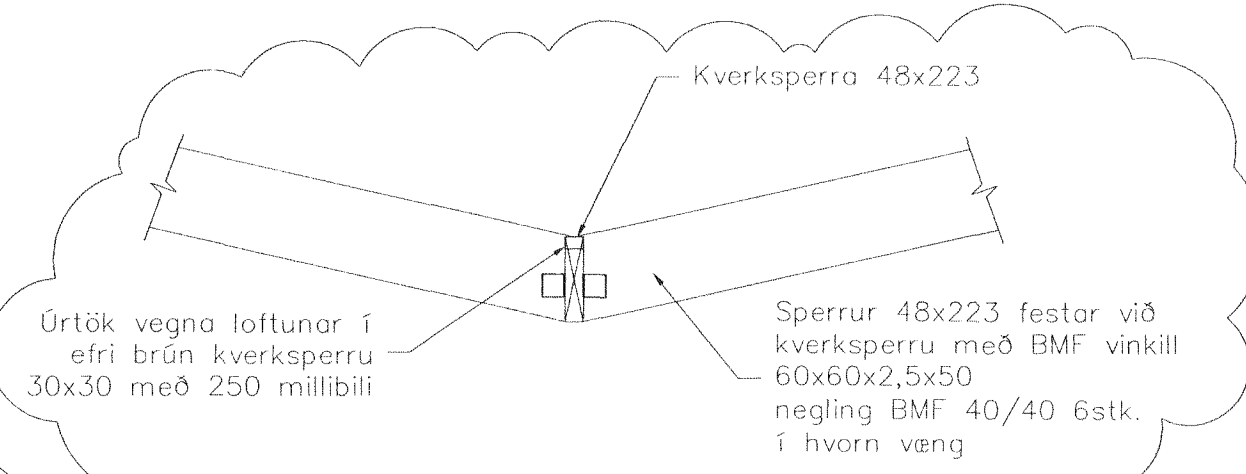 Kverksperra 48x223
Úrtök vegna loftunar í
efri brún kverksperru
30x30 með 250 millibili
Sperrur 48x223 festar við
kverksperru með BMF vinkill
60x60x2,5x50
negling BMF 40/40 6stk.
í hvorn væng